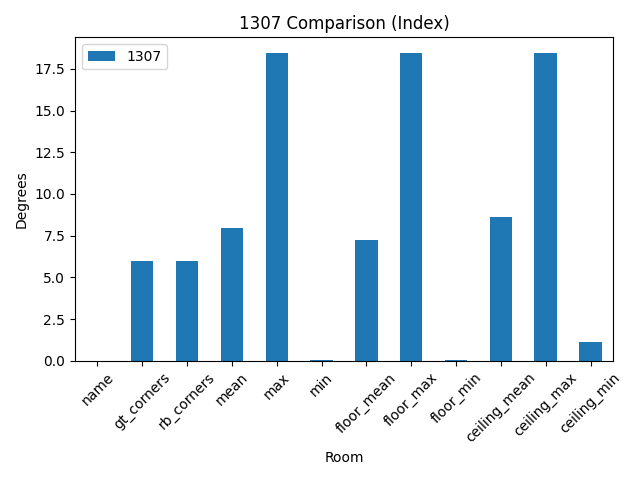 1307 Comparison (Index)
1307
Degrees
17.5
15.0
12.5
10.0
7.5
5.0
2.5
0.0
name
gt_corners
rb_corners
mean
max
min
floor_mean
floor_max
floor_min
ceiling_mean
ceiling_max
ceiling_min
Room